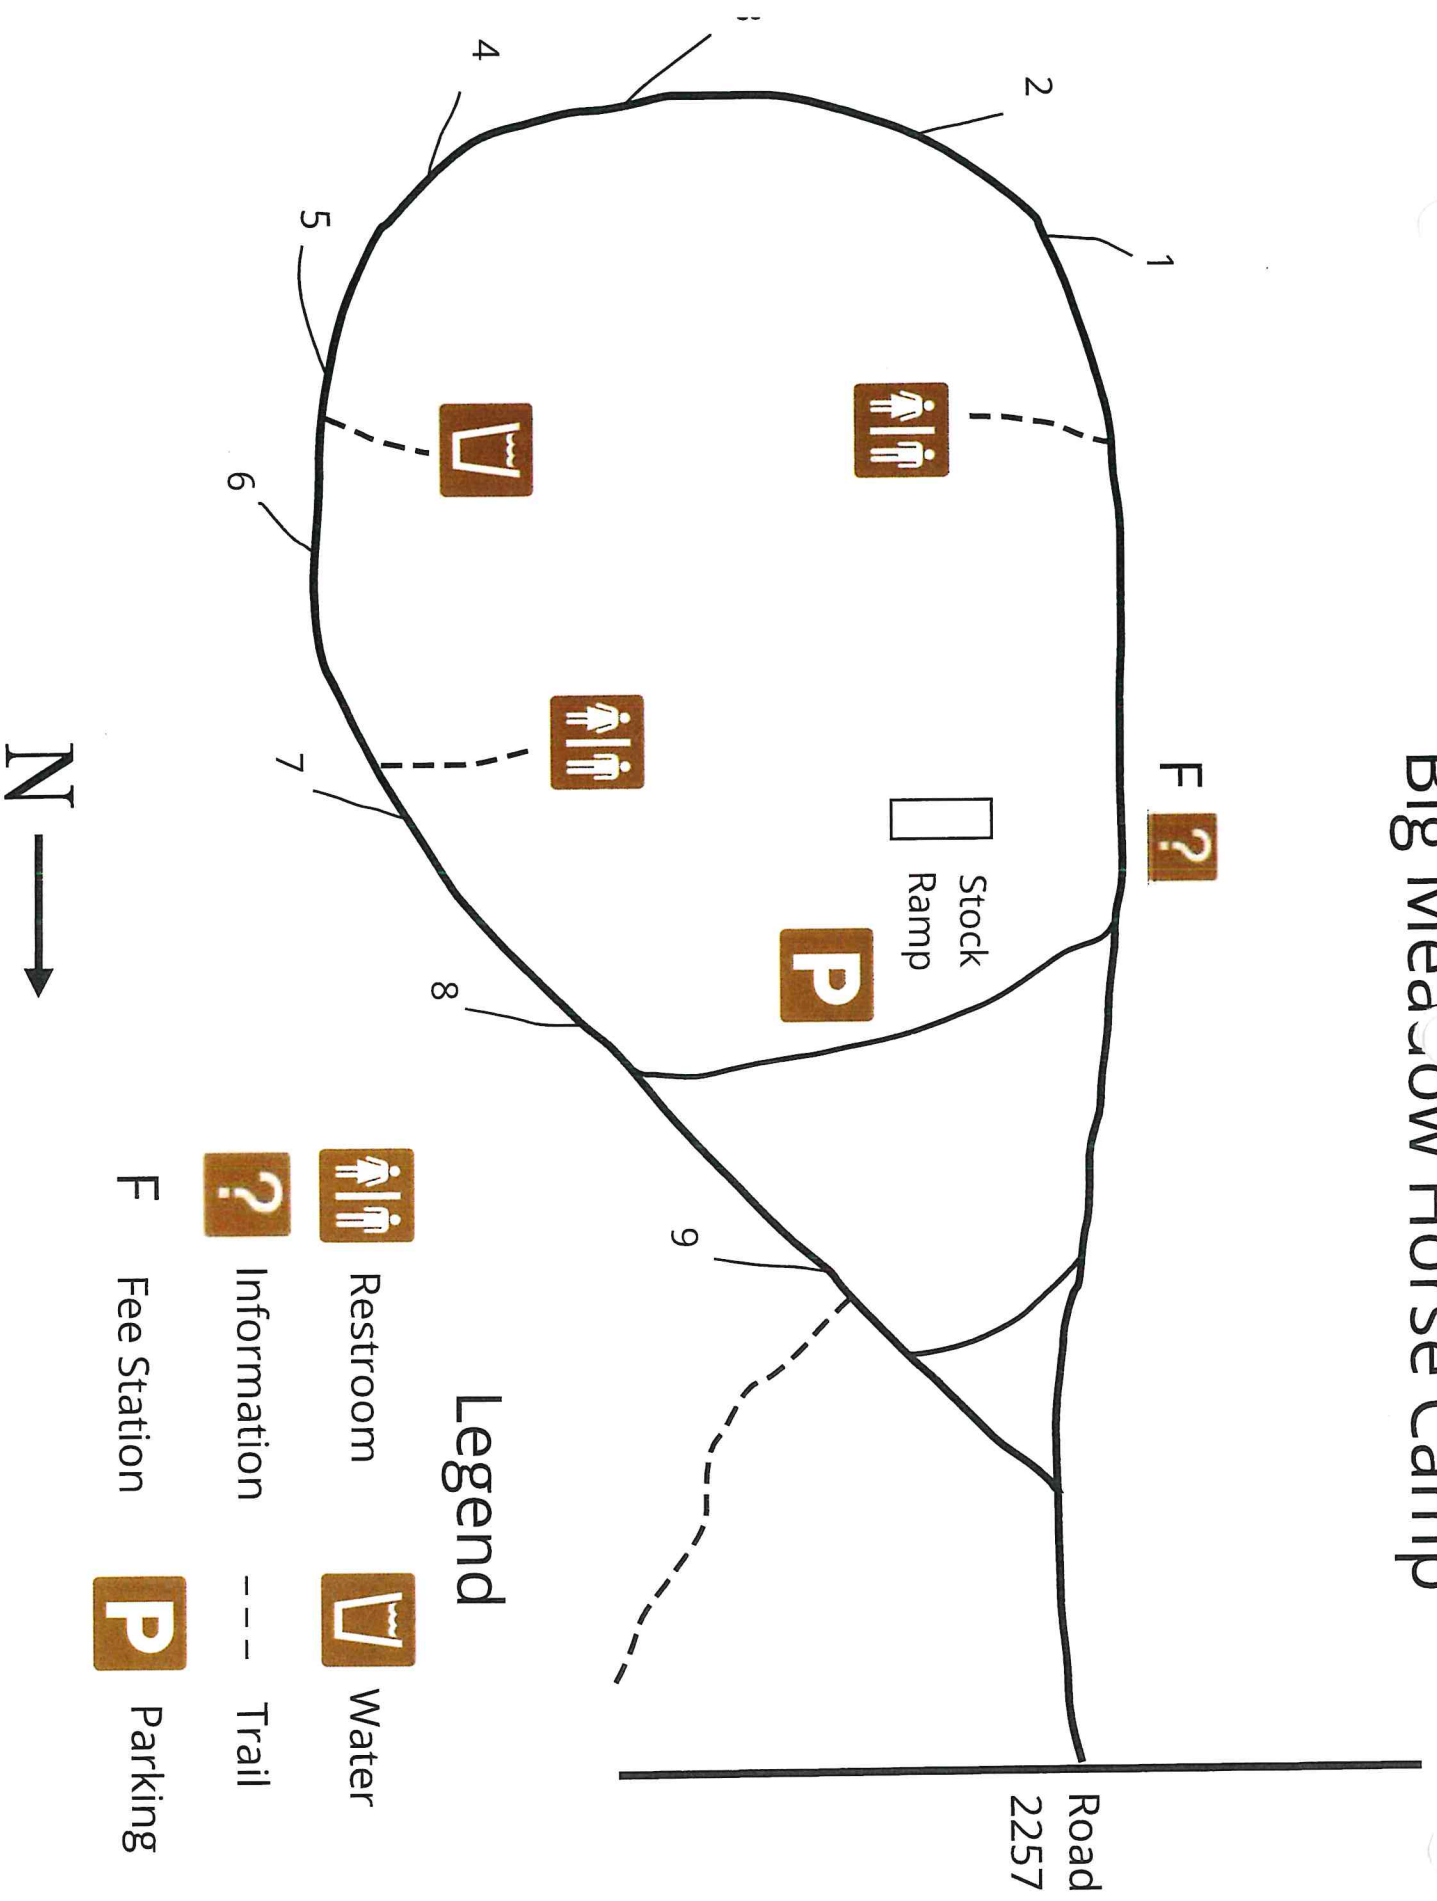 Big Meadow Horse Camp
F
?
1
2
4
5
6
7
8
9
Stock
Ramp
P
Road
2257
N
Legend
Restroom
Water
?
Information
Trail
F
Fee Station
P
Parking